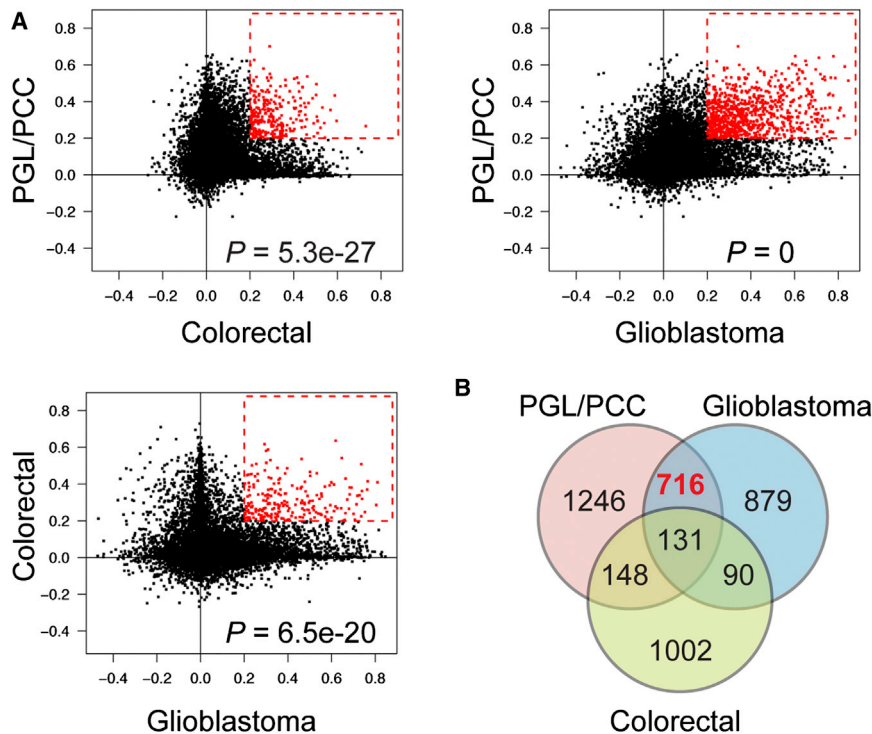 A
PGL/PCC
0.8
0.6
0.4
0.2
0.0
−0.2
−0.4
P = 5.3e-27
−0.4 −0.2 0.0 0.2 0.4 0.6 0.8
Colorectal
PGL/PCC
0.8
0.6
0.4
0.2
0.0
−0.2
−0.4
P = 0
−0.4 −0.2 0.0 0.2 0.4 0.6 0.8
Glioblastoma
Colorectal
0.8
0.6
0.4
0.2
0.0
−0.2
−0.4
P = 6.5e-20
−0.4 −0.2 0.0 0.2 0.4 0.6 0.8
Glioblastoma
B
PGL/PCC Glioblastoma
1246 716 879
131
148 90
1002
Colorectal